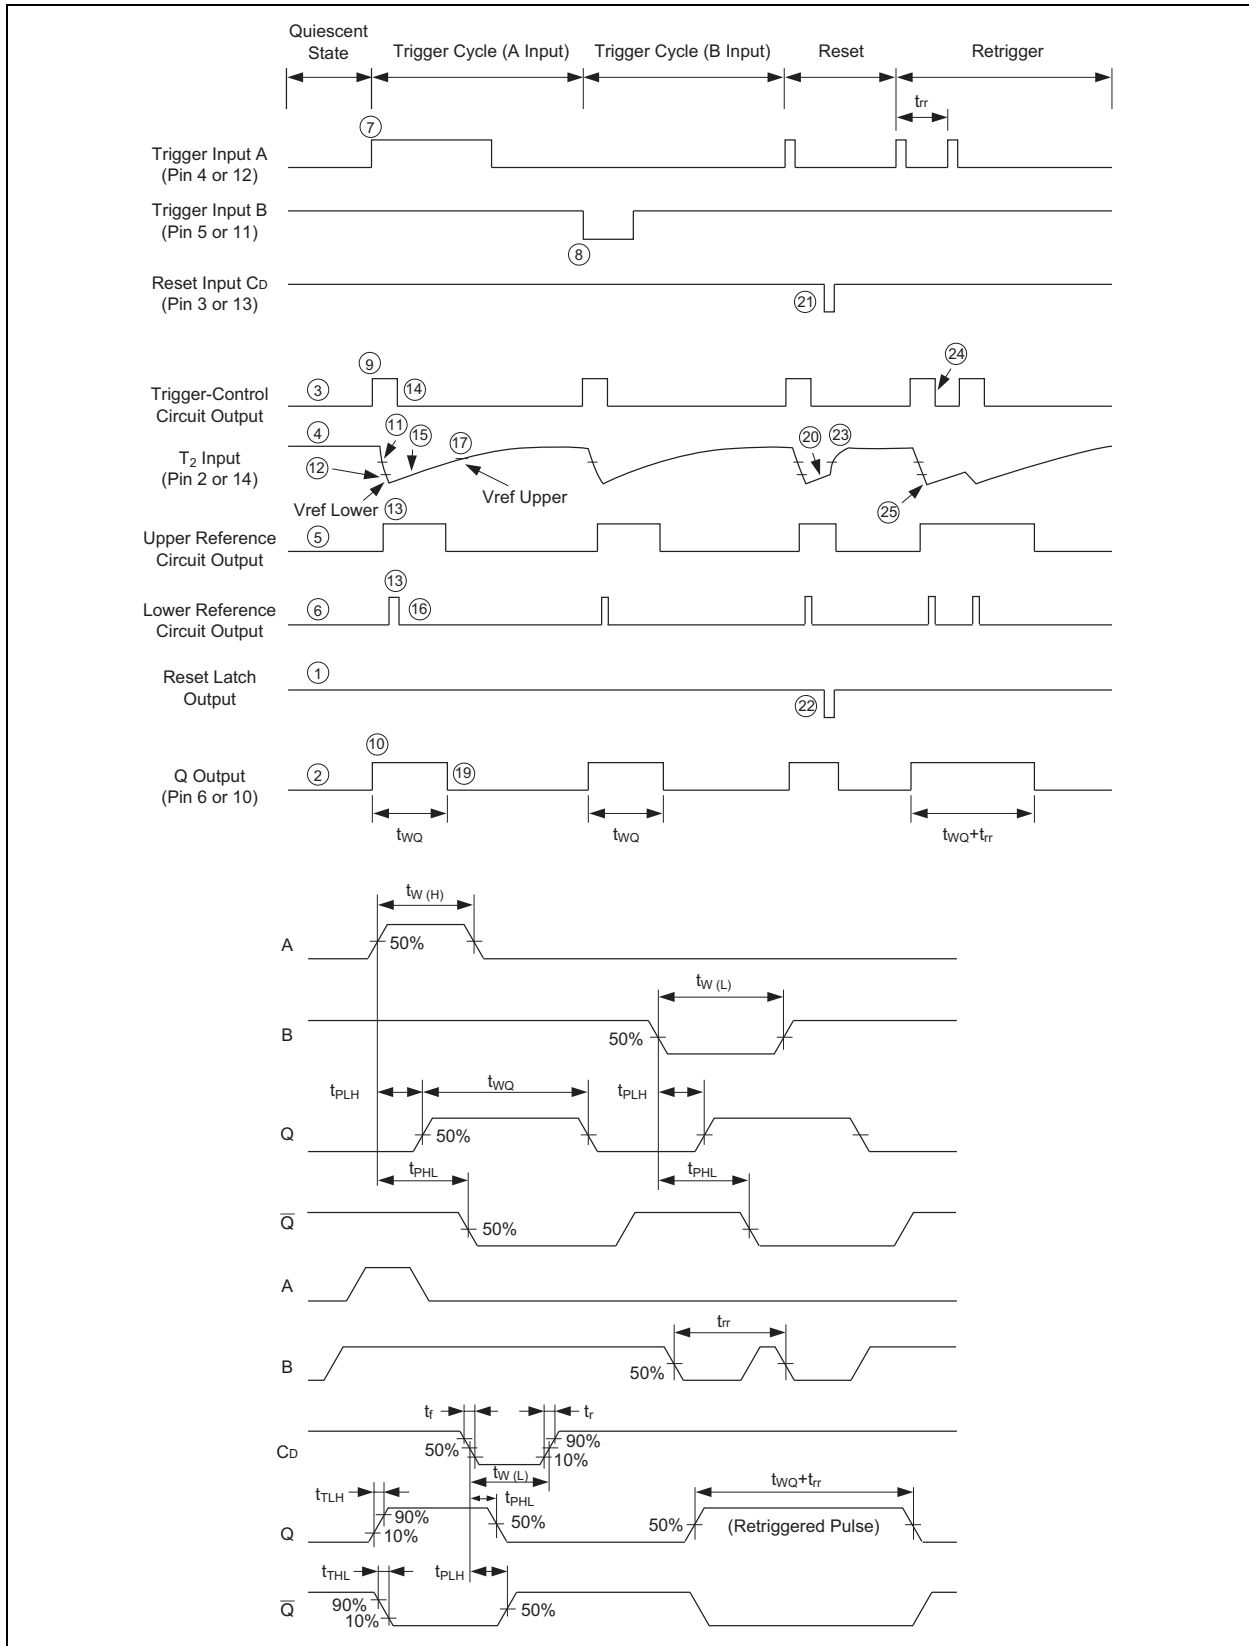 Quiescent
State
Trigger Cycle (A Input)
Trigger Cycle (B Input)
Reset
Retrigger
trr
7
Trigger Input A
(Pin 4 or 12)
Trigger Input B
(Pin 5 or 11)
8
Reset Input CD
(Pin 3 or 13)
21
9
24
Trigger-Control
Circuit Output
3
14
4
11
15
17
20
23
T2 Input
(Pin 2 or 14)
12
Vref Lower
13
Vref Upper
25
Upper Reference
Circuit Output
5
13
Lower Reference
Circuit Output
6
16
Reset Latch
Output
1
22
10
Q Output
(Pin 6 or 10)
2
19
tWQ
tWQ
tWQ+trr
tW (H)
A
50%
tW (L)
B
50%
tPLH
tWQ
tPLH
Q
50%
tPHL
tPHL
Q̅
50%
A
trr
B
50%
tf
tr
CD
50%
90%
10%
tW (L)
tWQ+trr
tTLH
tPHL
Q
90%
10%
50%
50%
(Retriggered Pulse)
tTHL
tPLH
Q̅
90%
10%
50%